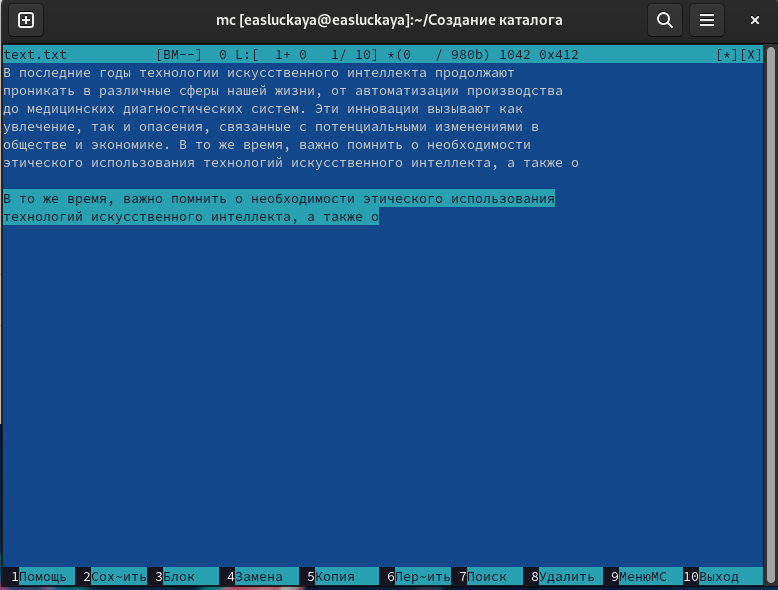 mc [easluckaya@easluckaya]:~/Создание каталога
text.txt [BM--] 0 L:[ 1+ 0 1/ 10] *(0 / 980b) 1042 0x412 [*][X]
В последние годы технологии искусственного интеллекта продолжают
проникать в различные сферы нашей жизни, от автоматизации производства
до медицинских диагностических систем. Эти инновации вызывают как
увлечение, так и опасения, связанные с потенциальными изменениями в
обществе и экономике. В то же время, важно помнить о необходимости
этического использования технологий искусственного интеллекта, а также о
В то же время, важно помнить о необходимости этического использования
технологий искусственного интеллекта, а также о
1Помощь 2Сох~ить 3Блок 4Замена 5Копия 6Пер~ить 7Поиск 8Удалить 9МенюMC 10Выход